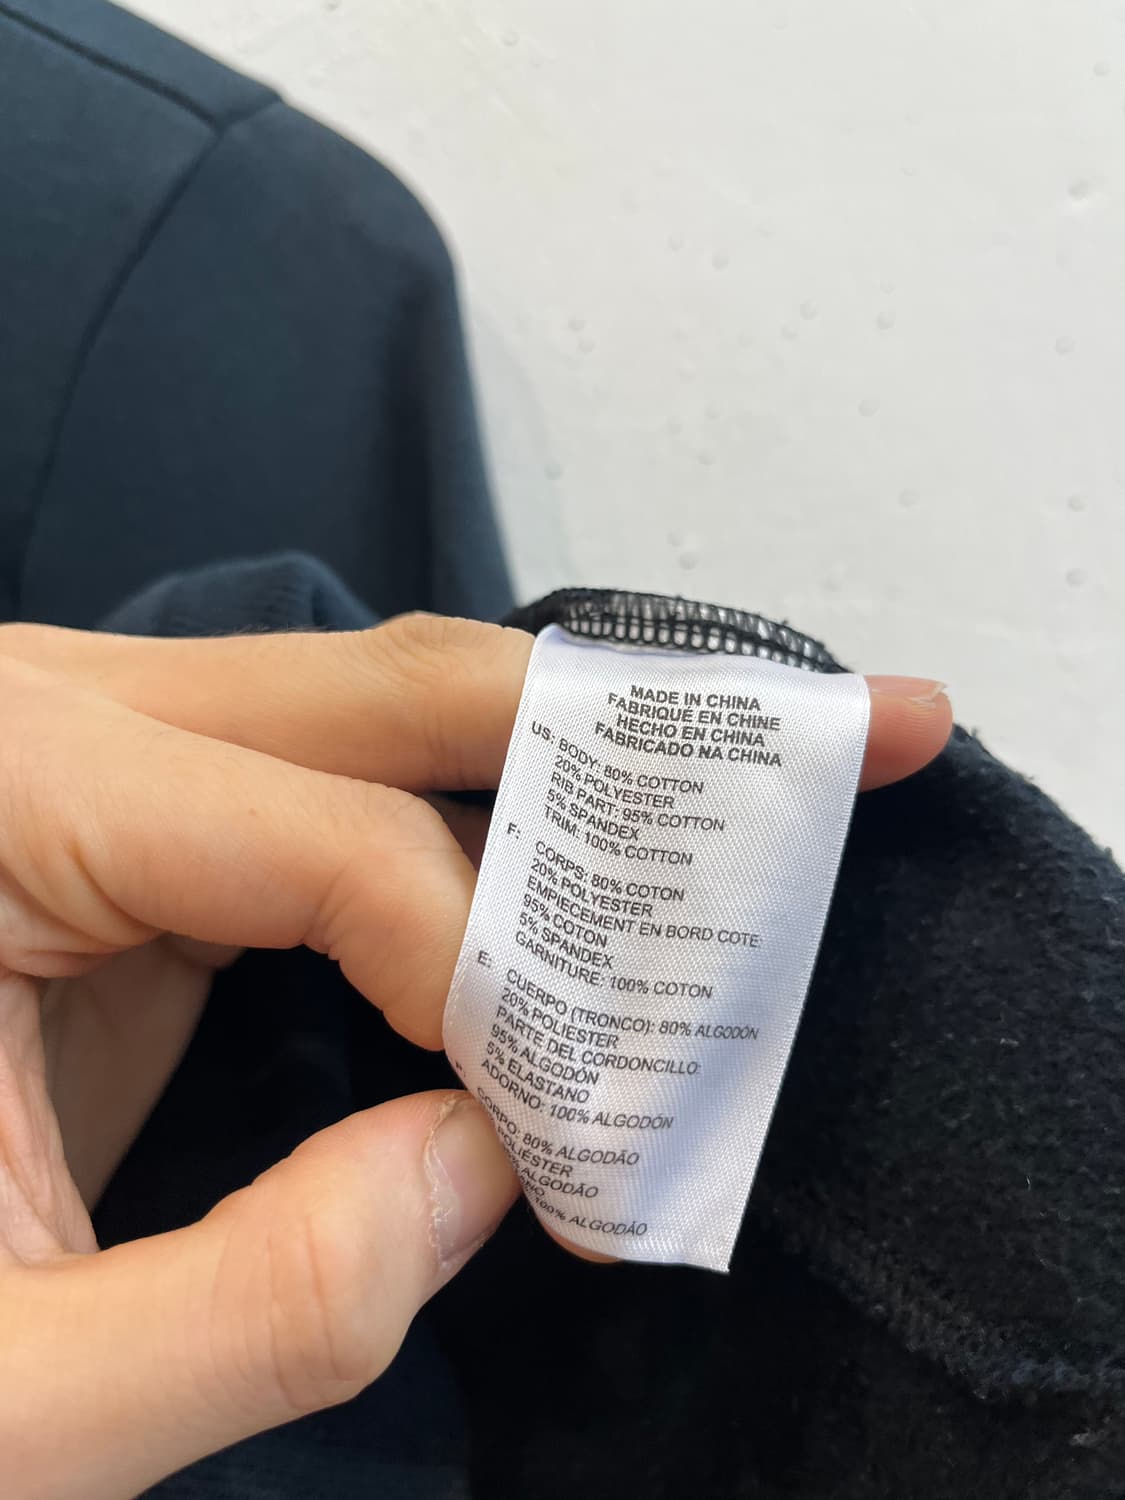 MADE IN CHINA
FABRIQUÉ EN CHINE
HECHO EN CHINA
FABRICADO NA CHINA
US: BODY: 80% COTTON
20% POLYESTER
RIB PART: 95% COTTON
5% SPANDEX
TRIM: 100% COTTON
F:
CORPS: 80% COTON
20% POLYESTER
EMPIECEMENT EN BORD COTE:
95% COTON
5% SPANDEX
GARNITURE: 100% COTON
E:
CUERPO (TRONCO): 80% ALGODÓN
20% POLIESTER
PARTE DEL CORDONCILLO:
95% ALGODÓN
5% ELASTANO
ADORNO: 100% ALGODÓN
CORPO: 80% ALGODÃO
POLIÉSTER
ALGODÃO
100% ALGODÃO